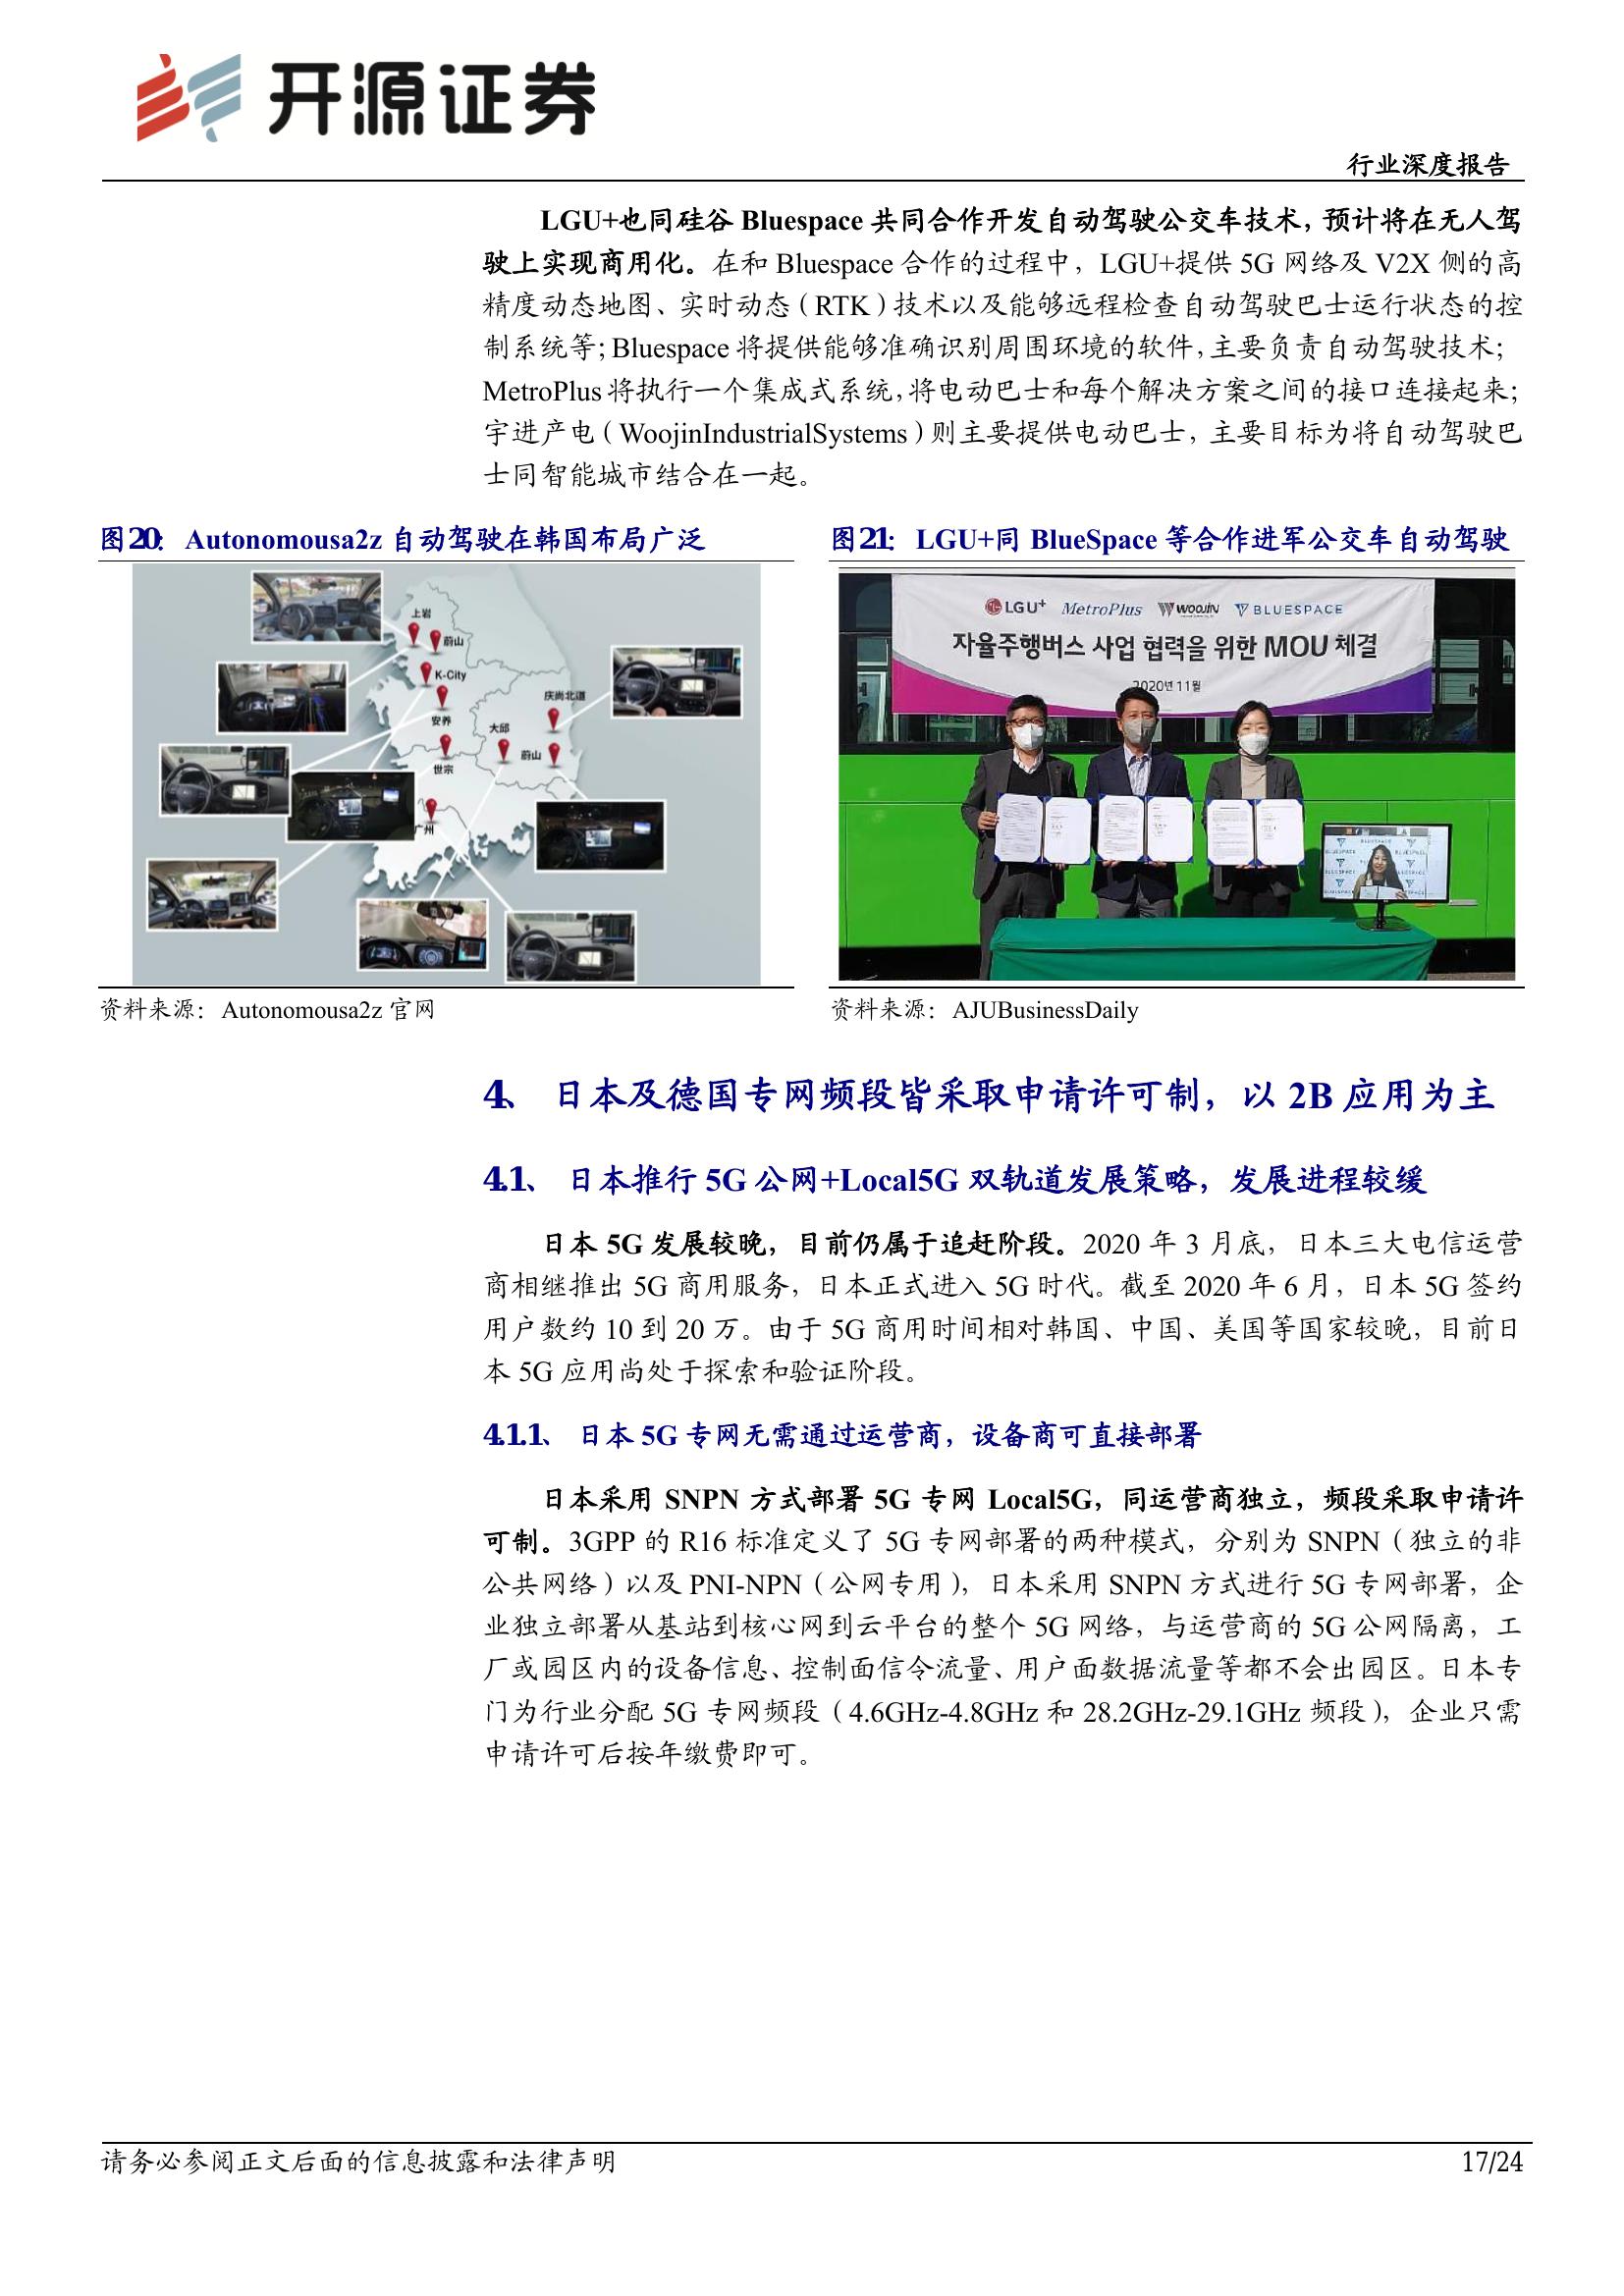 开源证券
行业深度报告
LGU+也同硅谷 Bluespace 共同合作开发自动驾驶公交车技术，预计将在无人驾
驶上实现商用化。在和 Bluespace 合作的过程中，LGU+提供 5G 网络及 V2X 侧的高
精度动态地图、实时动态（RTK）技术以及能够远程检查自动驾驶巴士运行状态的控
制系统等；Bluespace 将提供能够准确识别周围环境的软件，主要负责自动驾驶技术；
MetroPlus 将执行一个集成式系统，将电动巴士和每个解决方案之间的接口连接起来；
宇进产电（WoojinIndustrialSystems）则主要提供电动巴士，主要目标为将自动驾驶巴
士同智能城市结合在一起。
图20： Autonomousa2z 自动驾驶在韩国布局广泛
上岩
蔚山
K-City
安养
庆尚北道
大邱
蔚山
世宗
广州
资料来源：Autonomousa2z 官网
图21： LGU+同 BlueSpace 等合作进军公交车自动驾驶
LGU+ MetroPlus WOOJIN BLUESPACE
자율주행버스 사업 협력을 위한 MOU 체결
2020년 11월
BLUESPACE
资料来源：AJUBusinessDaily
4、 日本及德国专网频段皆采取申请许可制，以 2B 应用为主
4.1、 日本推行 5G 公网+Local5G 双轨道发展策略，发展进程较缓
日本 5G 发展较晚，目前仍属于追赶阶段。2020 年 3 月底，日本三大电信运营
商相继推出 5G 商用服务，日本正式进入 5G 时代。截至 2020 年 6 月，日本 5G 签约
用户数约 10 到 20 万。由于 5G 商用时间相对韩国、中国、美国等国家较晚，目前日
本 5G 应用尚处于探索和验证阶段。
4.1.1、 日本 5G 专网无需通过运营商，设备商可直接部署
日本采用 SNPN 方式部署 5G 专网 Local5G，同运营商独立，频段采取申请许
可制。3GPP 的 R16 标准定义了 5G 专网部署的两种模式，分别为 SNPN（独立的非
公共网络）以及 PNI-NPN（公网专用），日本采用 SNPN 方式进行 5G 专网部署，企
业独立部署从基站到核心网到云平台的整个 5G 网络，与运营商的 5G 公网隔离，工
厂或园区内的设备信息、控制面信令流量、用户面数据流量等都不会出园区。日本专
门为行业分配 5G 专网频段（4.6GHz-4.8GHz 和 28.2GHz-29.1GHz 频段），企业只需
申请许可后按年缴费即可。
请务必参阅正文后面的信息披露和法律声明
17/24